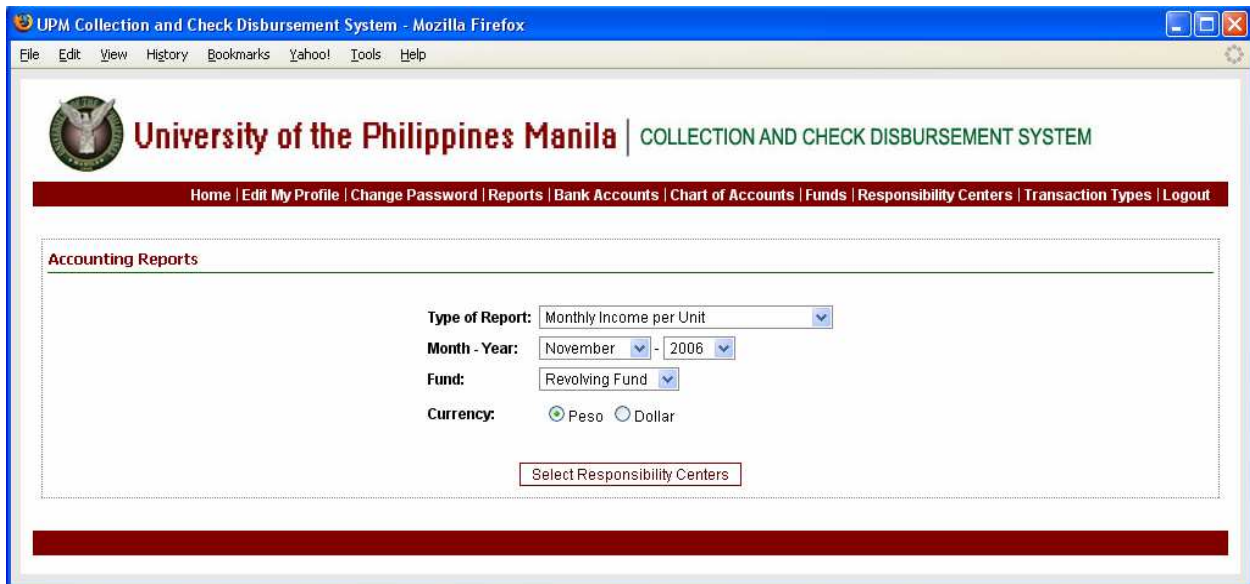 UPM Collection and Check Disbursement System - Mozilla Firefox
File Edit View History Bookmarks Yahoo! Tools Help
University of the Philippines Manila | COLLECTION AND CHECK DISBURSEMENT SYSTEM
Home | Edit My Profile | Change Password | Reports | Bank Accounts | Chart of Accounts | Funds | Responsibility Centers | Transaction Types | Logout
Accounting Reports
Type of Report: Monthly Income per Unit
Month - Year: November - 2006
Fund: Revolving Fund
Currency: Peso Dollar
Select Responsibility Centers